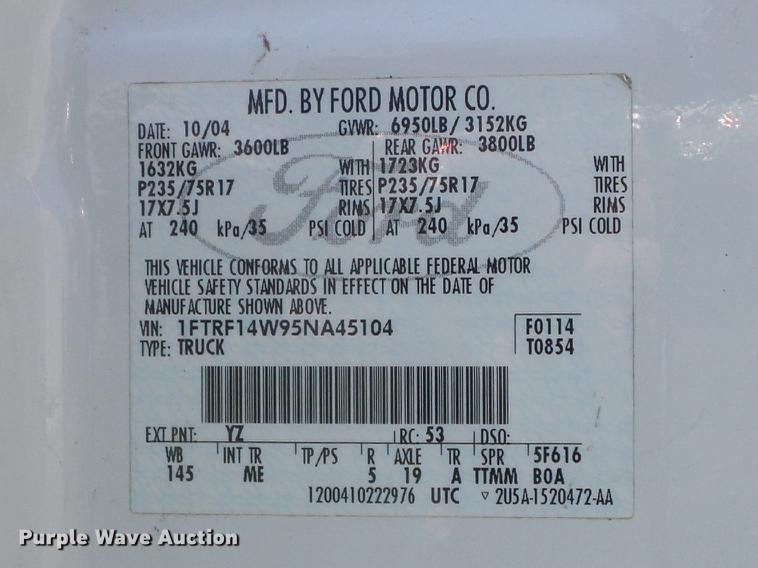 MFD. BY FORD MOTOR CO.
DATE: 10/04 GVWR: 6950LB/ 3152KG
FRONT GAWR: 3600LB REAR GAWR: 3800LB
1632KG WITH 1723KG WITH
P235/75R17 TIRES P235/75R17 TIRES
17X7.5J RIMS 17X7.5J RIMS
AT 240 kPa/35 PSI COLD AT 240 kPa/35 PSI COLD
Ford
THIS VEHICLE CONFORMS TO ALL APPLICABLE FEDERAL MOTOR
VEHICLE SAFETY STANDARDS IN EFFECT ON THE DATE OF
MANUFACTURE SHOWN ABOVE.
VIN: 1FTRF14W95NA45104 F0114
TYPE: TRUCK T0854
EXT PNT: YZ RC: 53 DSO:
WB INT TR TP/PS R AXLE TR SPR 5F616
145 ME 5 19 A TTMM BOA
1200410222976 UTC ▽ 2U5A-1520472-AA
Purple Wave Auction